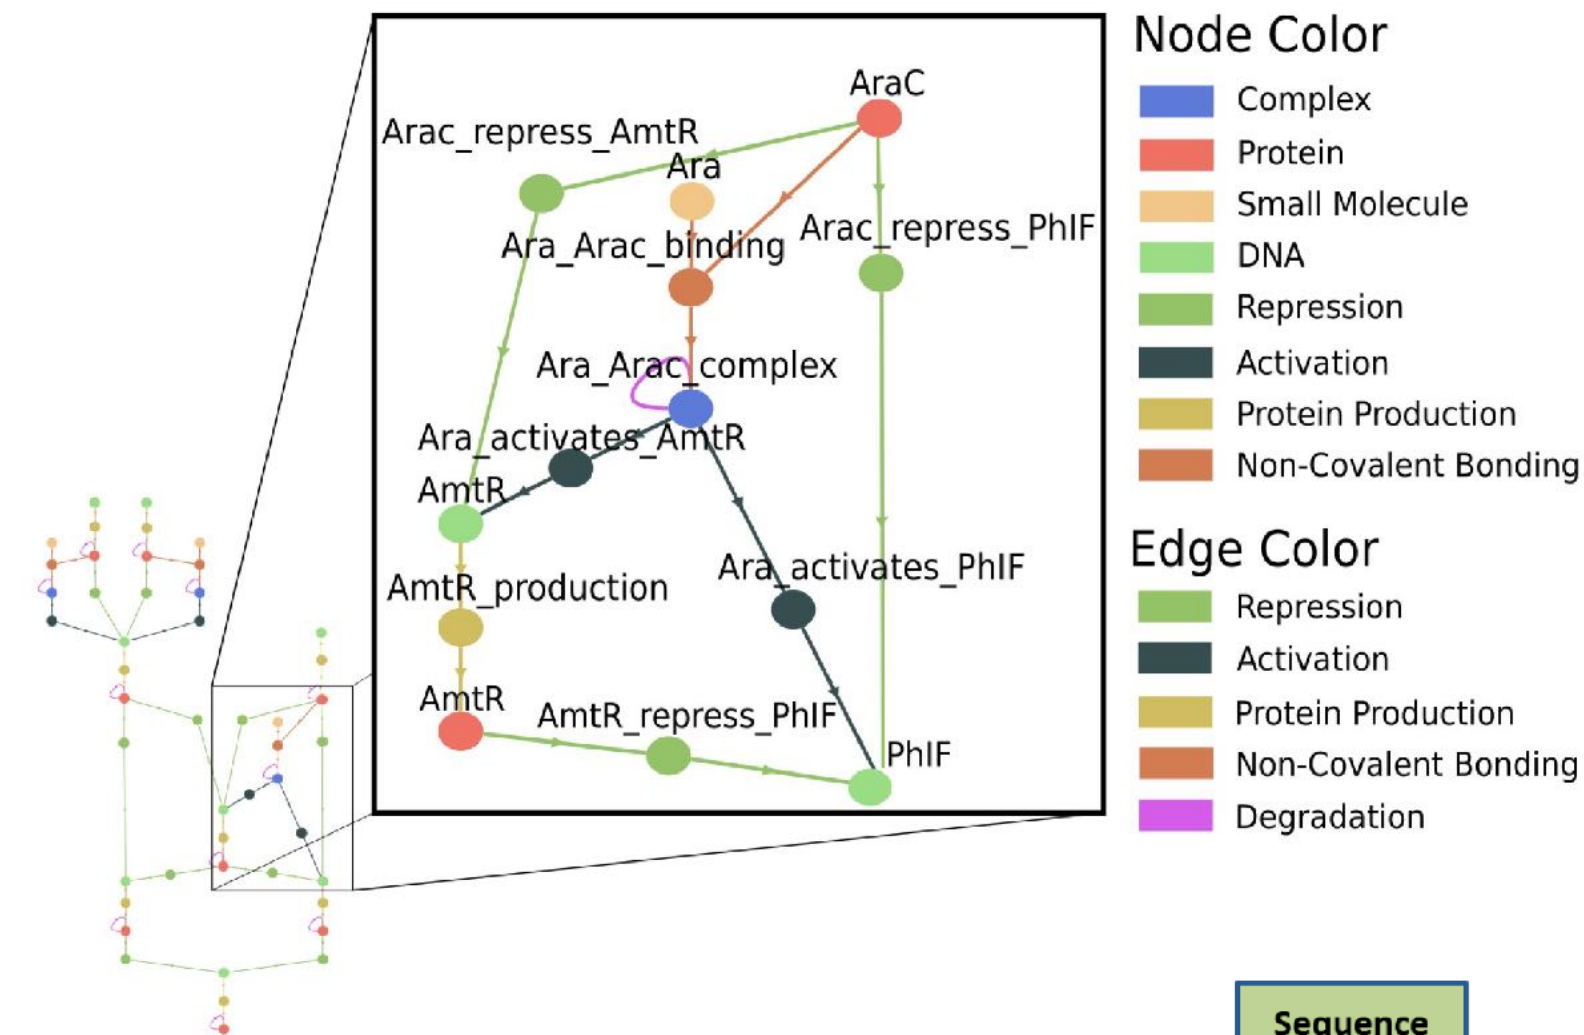 AraC
Arac_repress_AmtR
Ara
Arac_repress_PhIF
Ara_Arac_binding
Ara_Arac_complex
Ara_activates_AmtR
AmtR
Ara_activates_PhIF
AmtR_production
AmtR
AmtR_repress_PhIF
PhIF
Node Color
Complex
Protein
Small Molecule
DNA
Repression
Activation
Protein Production
Non-Covalent Bonding
Edge Color
Repression
Activation
Protein Production
Non-Covalent Bonding
Degradation
Sequence